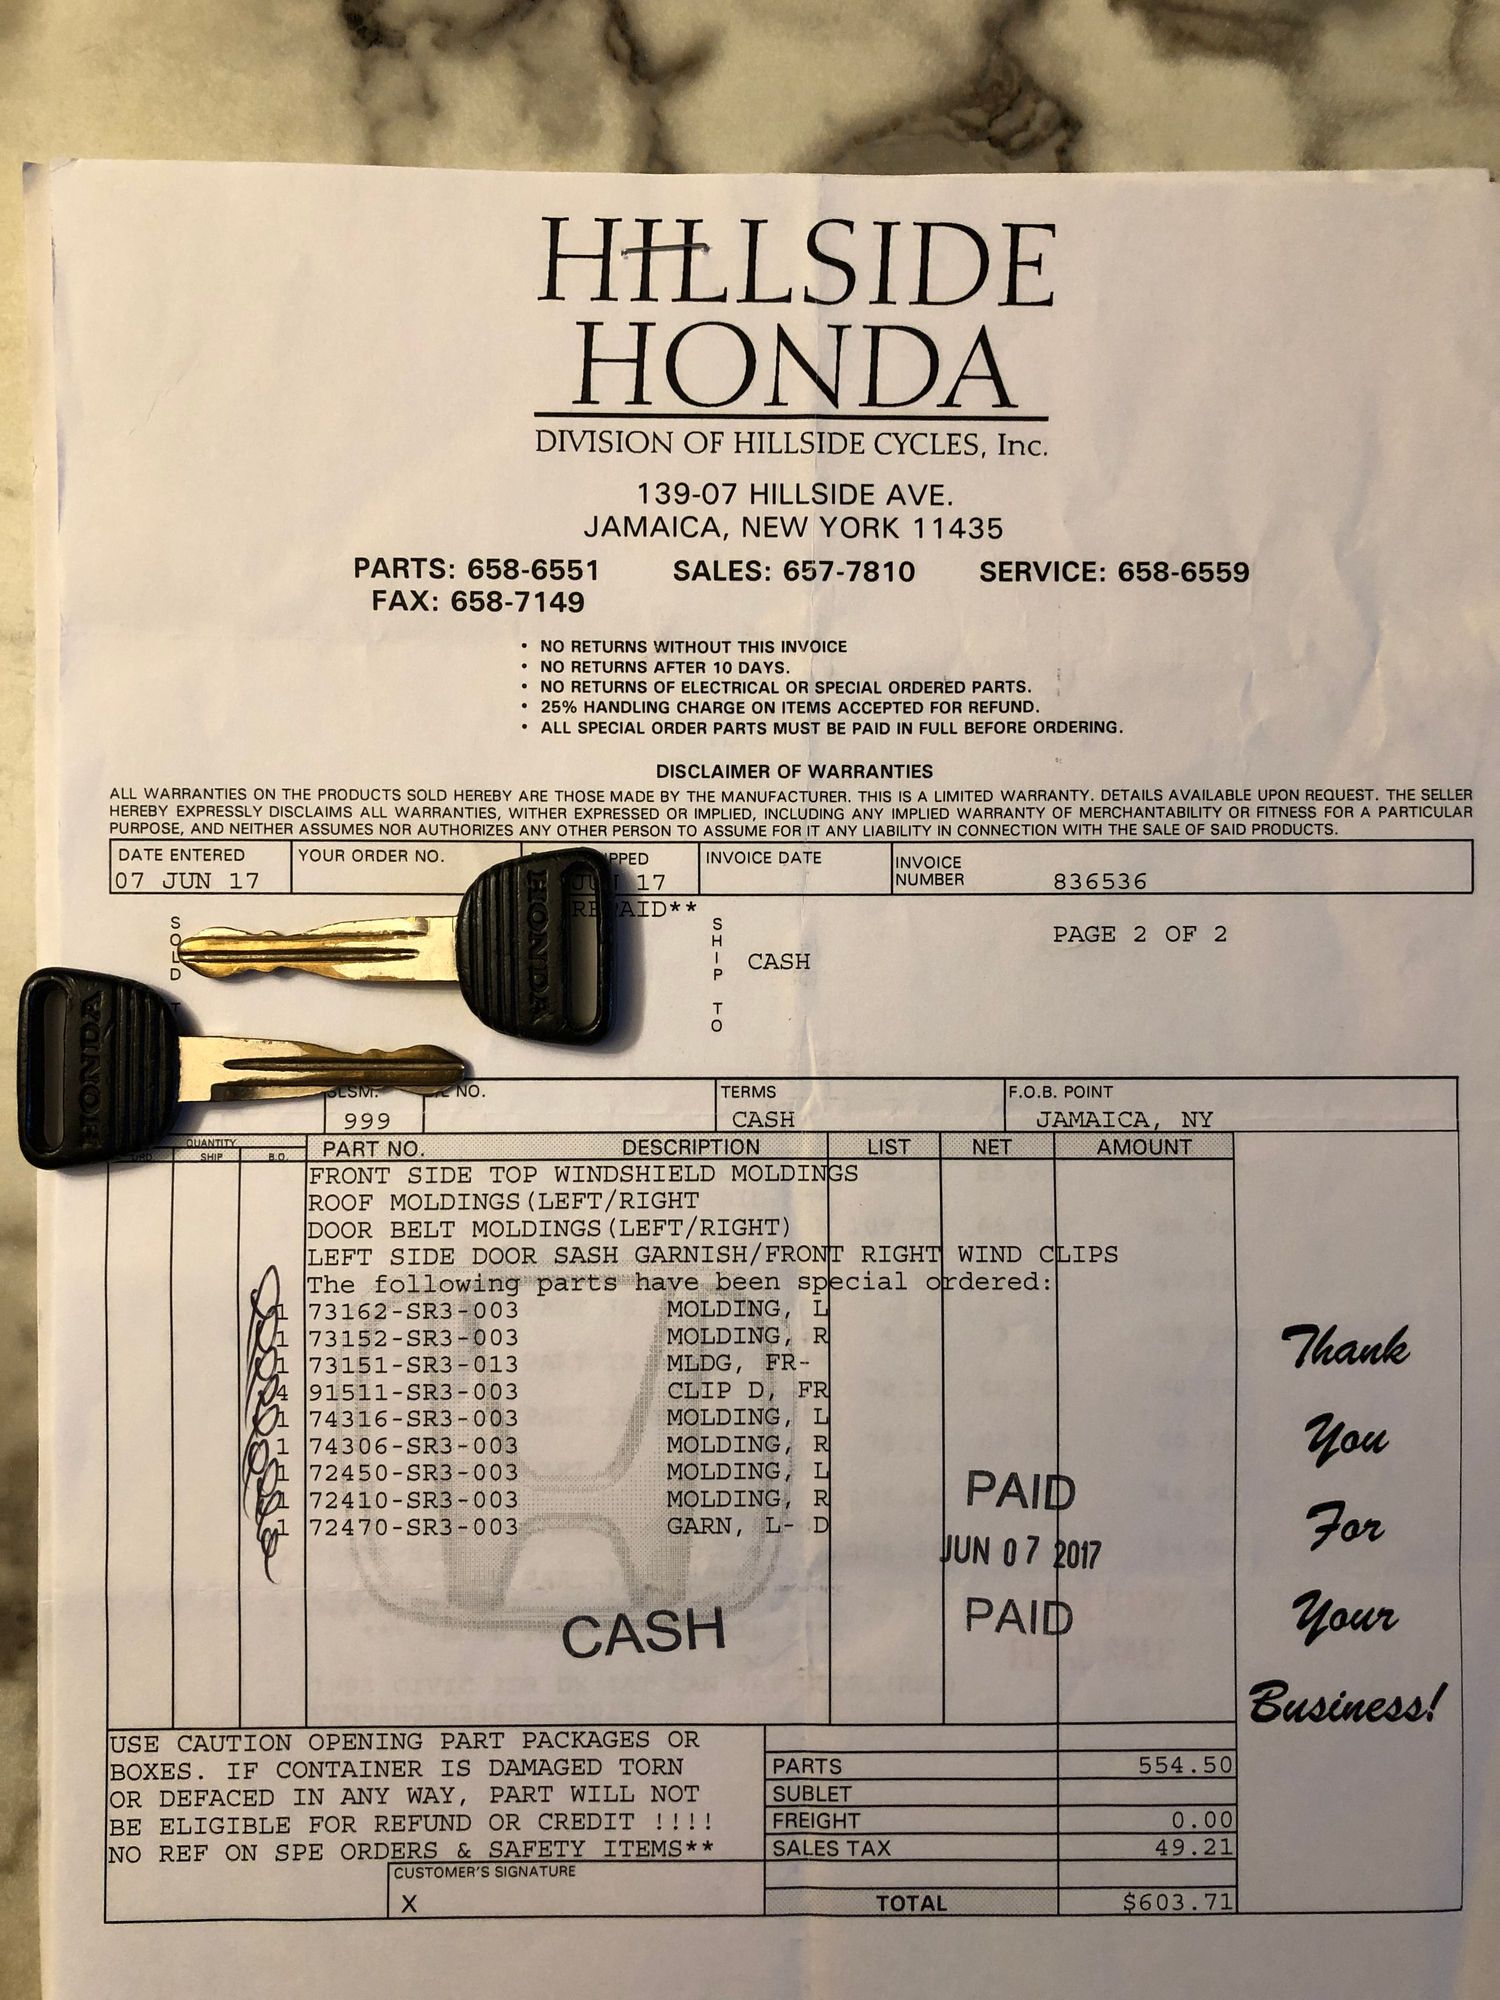 HILLSIDE
HONDA
DIVISION OF HILLSIDE CYCLES, Inc.
139-07 HILLSIDE AVE.
JAMAICA, NEW YORK 11435
PARTS: 658-6551 SALES: 657-7810 SERVICE: 658-6559
FAX: 658-7149
• NO RETURNS WITHOUT THIS INVOICE
• NO RETURNS AFTER 10 DAYS.
• NO RETURNS OF ELECTRICAL OR SPECIAL ORDERED PARTS.
• 25% HANDLING CHARGE ON ITEMS ACCEPTED FOR REFUND.
• ALL SPECIAL ORDER PARTS MUST BE PAID IN FULL BEFORE ORDERING.
DISCLAIMER OF WARRANTIES
ALL WARRANTIES ON THE PRODUCTS SOLD HEREBY ARE THOSE MADE BY THE MANUFACTURER. THIS IS A LIMITED WARRANTY. DETAILS AVAILABLE UPON REQUEST. THE SELLER
HEREBY EXPRESSLY DISCLAIMS ALL WARRANTIES, WITHER EXPRESSED OR IMPLIED, INCLUDING ANY IMPLIED WARRANTY OF MERCHANTABILITY OR FITNESS FOR A PARTICULAR
PURPOSE, AND NEITHER ASSUMES NOR AUTHORIZES ANY OTHER PERSON TO ASSUME FOR IT ANY LIABILITY IN CONNECTION WITH THE SALE OF SAID PRODUCTS.
DATE ENTERED YOUR ORDER NO. INVOICE DATE INVOICE NUMBER
07 JUN 17 JUN 17 836536
SOLD SHIP TO CASH PAGE 2 OF 2
HONDA
HONDA
SLSM. NO. TERMS F.O.B. POINT
999 CASH JAMAICA, NY
QUANTITY
SHIP B.O. PART NO. DESCRIPTION LIST NET AMOUNT
FRONT SIDE TOP WINDSHIELD MOLDINGS
ROOF MOLDINGS(LEFT/RIGHT
DOOR BELT MOLDINGS(LEFT/RIGHT)
LEFT SIDE DOOR SASH GARNISH/FRONT RIGHT WIND CLIPS
The following parts have been special ordered:
1 73162-SR3-003 MOLDING, L
1 73152-SR3-003 MOLDING, R
1 73151-SR3-013 MLDG, FR-
4 91511-SR3-003 CLIP D, FR
1 74316-SR3-003 MOLDING, L
1 74306-SR3-003 MOLDING, R
1 72450-SR3-003 MOLDING, L
1 72410-SR3-003 MOLDING, R
1 72470-SR3-003 GARN, L- D
PAID
JUN 07 2017
PAID
CASH
Thank
You
For
Your
Business!
USE CAUTION OPENING PART PACKAGES OR
BOXES. IF CONTAINER IS DAMAGED TORN
OR DEFACED IN ANY WAY, PART WILL NOT
BE ELIGIBLE FOR REFUND OR CREDIT !!!!
NO REF ON SPE ORDERS & SAFETY ITEMS**
CUSTOMER'S SIGNATURE
X
PARTS 554.50
SUBLET
FREIGHT 0.00
SALES TAX 49.21
TOTAL $603.71